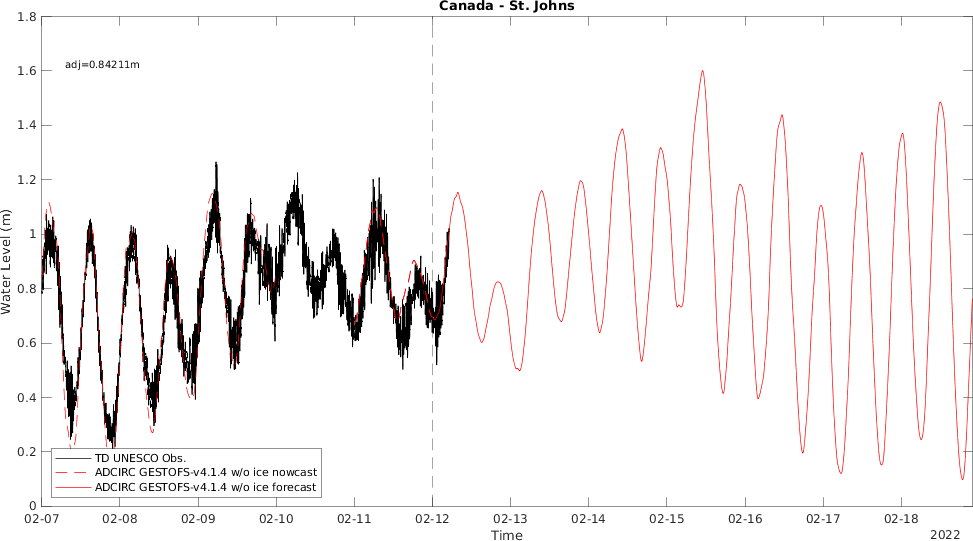 Canada - St. Johns
1.8
1.6
1.4
1.2
1
0.8
0.6
0.4
0.2
0
Water Level (m)
adj=0.84211m
TD UNESCO Obs.
ADCIRC GESTOFS-v4.1.4 w/o ice nowcast
ADCIRC GESTOFS-v4.1.4 w/o ice forecast
02-07 02-08 02-09 02-10 02-11 02-12 02-13 02-14 02-15 02-16 02-17 02-18
Time
2022